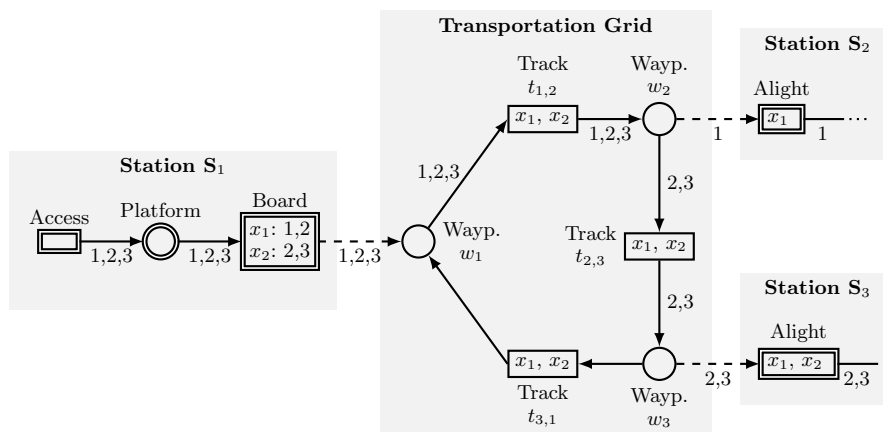 Transportation Grid
Station S₂
Track
t₁,₂
Wayp.
w₂
Alight
x₁, x₂
1,2,3
1
x₁
1
...
Station S₁
1,2,3
2,3
Access
Platform
Board
x₁: 1,2
x₂: 2,3
1,2,3
1,2,3
1,2,3
Wayp.
w₁
Track
t₂,₃
x₁, x₂
Station S₃
2,3
Alight
x₁, x₂
2,3
x₁, x₂
2,3
Track
t₃,₁
Wayp.
w₃